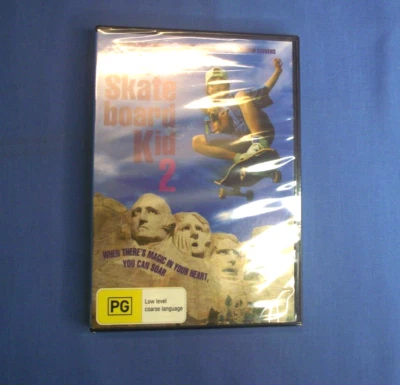 Skate
board
Kid
2
WHEN THERE'S MAGIC IN YOUR HEART,
YOU CAN SOAR
PG
Low level
coarse language